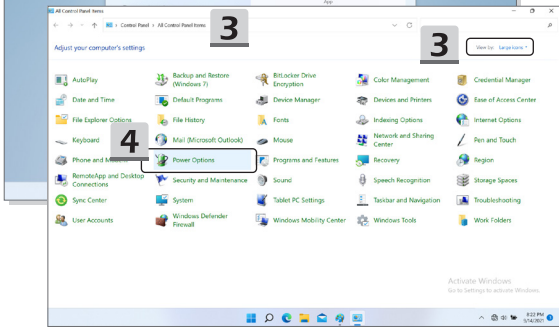 App
All Control Panel Items
Control Panel > All Control Panel Items
3
Adjust your computer's settings
3
View by: Large icons
AutoPlay
Backup and Restore (Windows 7)
BitLocker Drive Encryption
Color Management
Credential Manager
Date and Time
Default Programs
Device Manager
Devices and Printers
Ease of Access Center
File Explorer Options
File History
Fonts
Indexing Options
Internet Options
Keyboard
4
Mail (Microsoft Outlook)
Mouse
Network and Sharing Center
Pen and Touch
Phone and
Power Options
Programs and Features
Recovery
Region
RemoteApp and Desktop Connections
Security and Maintenance
Sound
Speech Recognition
Storage Spaces
Sync Center
System
Tablet PC Settings
Taskbar and Navigation
Troubleshooting
User Accounts
Windows Defender Firewall
Windows Mobility Center
Windows Tools
Work Folders
Activate Windows
Go to Settings to activate Windows.
8:22 PM